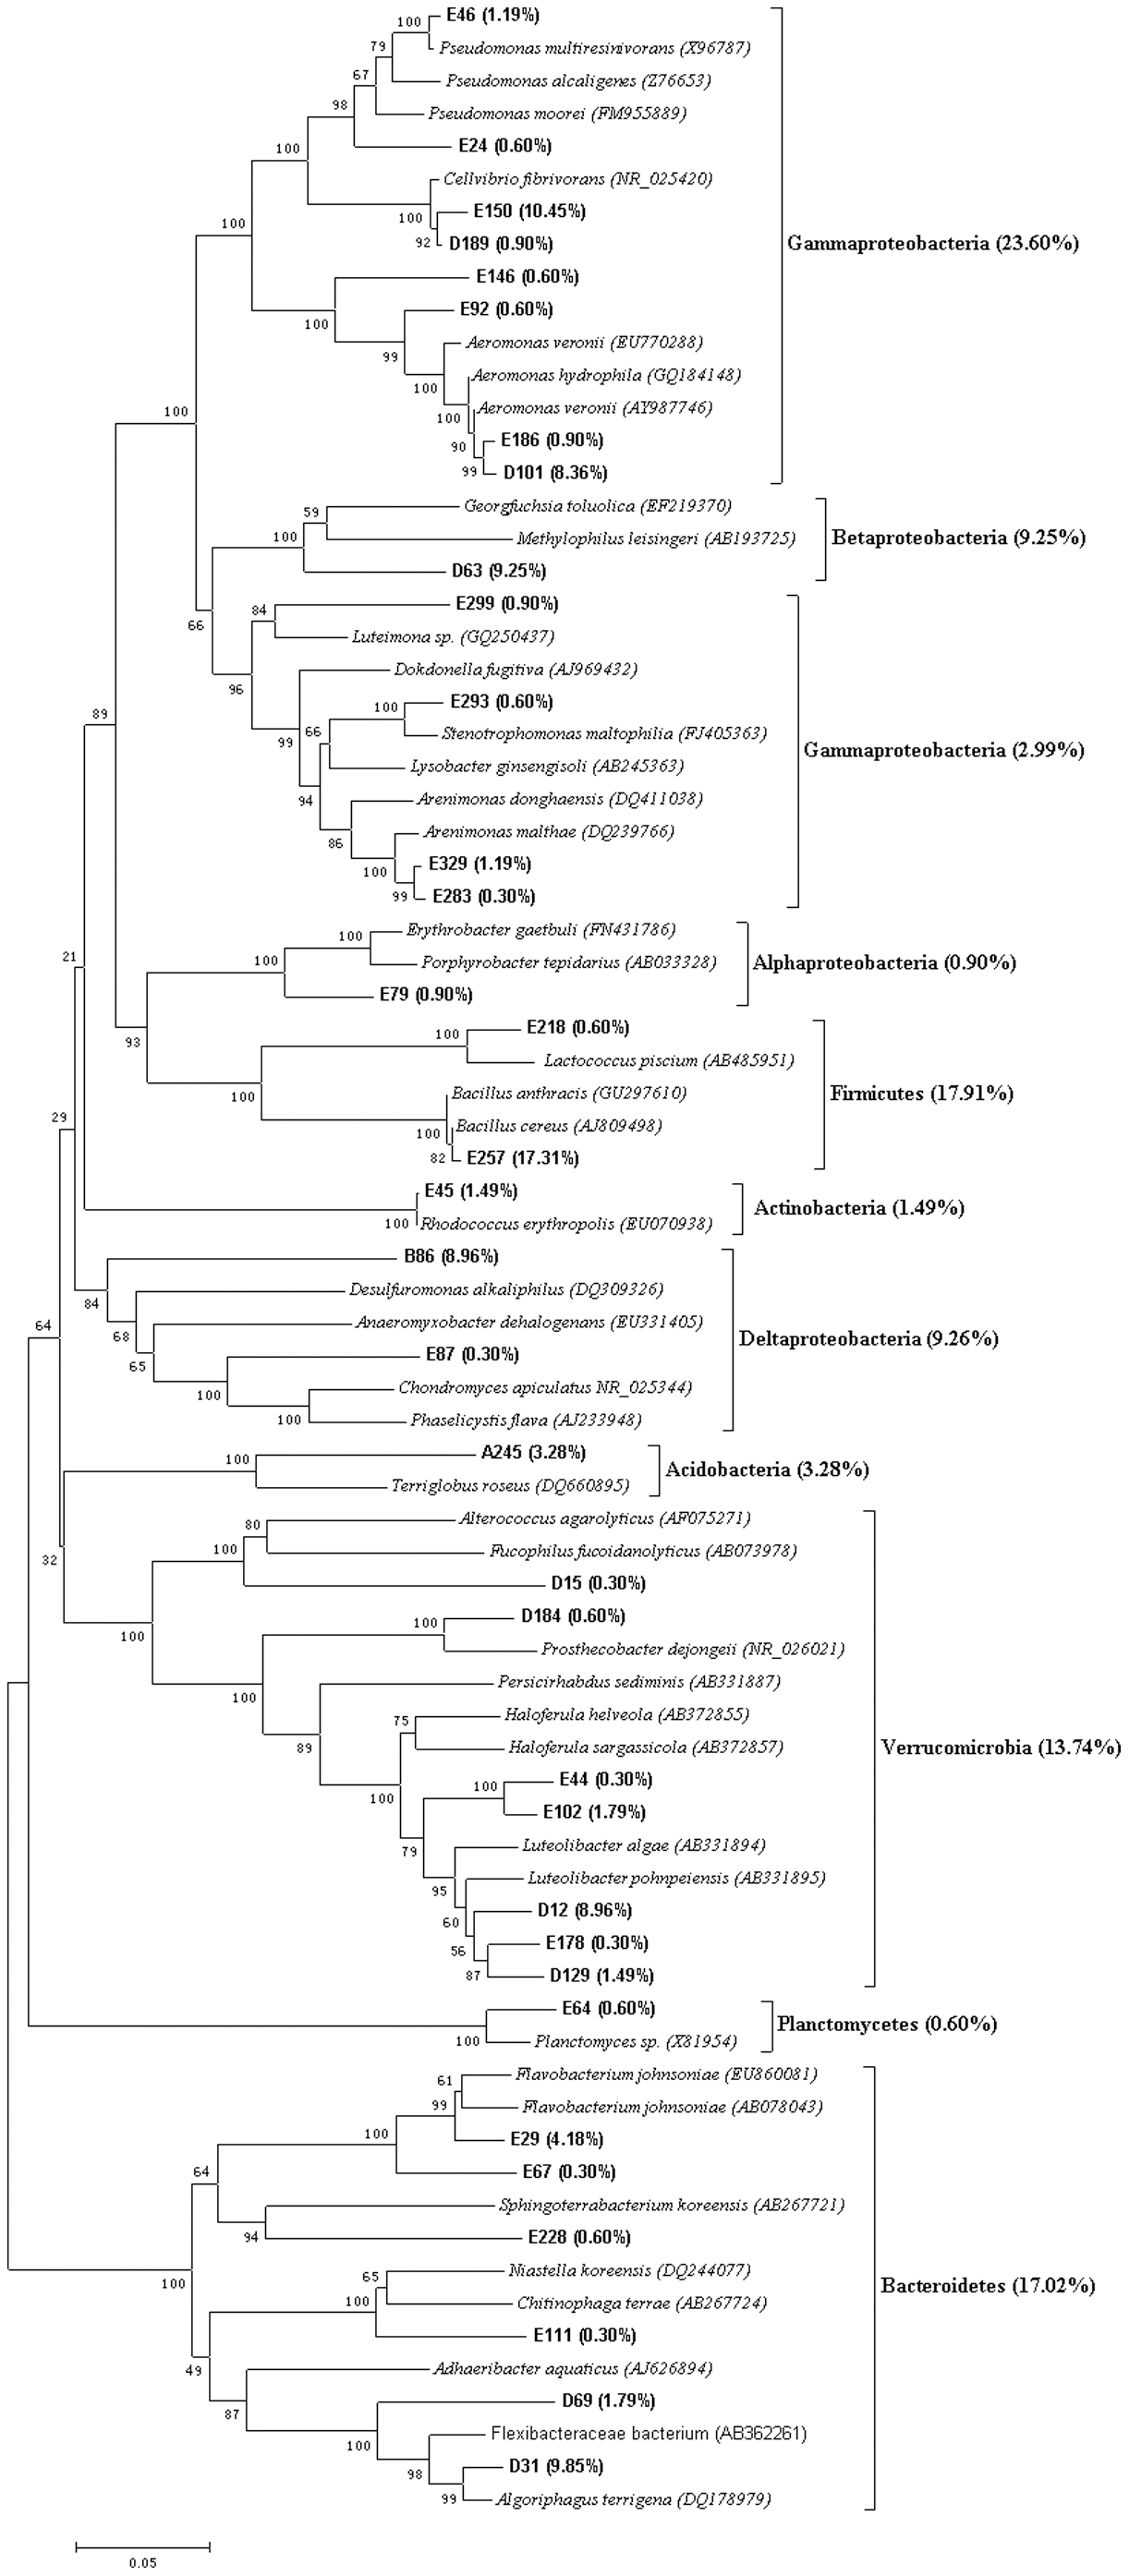 E46 (1.19%)
100
79
Pseudomonas multiresinivorans (X96787)
67
Pseudomonas alcaligenes (Z76653)
98
Pseudomonas moorei (FM955889)
100
E24 (0.60%)
Cellvibrio fibrivorans (NR_025420)
100
E150 (10.45%)
100
92
D189 (0.90%)
Gammaproteobacteria (23.60%)
E146 (0.60%)
100
E92 (0.60%)
99
Aeromonas veronii (EU770288)
100
Aeromonas hydrophila (GQ184148)
100
Aeromonas veronii (AY987746)
100
90
E186 (0.90%)
99
D101 (8.36%)
59
Georgfuchsia toluolica (EF219370)
100
Methylophilus leisingeri (AB193725)
Betaproteobacteria (9.25%)
D63 (9.25%)
66
84
E299 (0.90%)
Luteimona sp. (GQ250437)
96
Dokdonella fugitiva (AJ969432)
100
E293 (0.60%)
99
66
Stenotrophomonas maltophilia (FJ405363)
Gammaproteobacteria (2.99%)
89
Lysobacter ginsengisoli (AB245363)
94
Arenimonas donghaensis (DQ411038)
86
Arenimonas malthae (DQ239766)
100
E329 (1.19%)
99
E283 (0.30%)
100
Erythrobacter gaetbuli (FN431786)
21
100
Porphyrobacter tepidarius (AB033328)
Alphaproteobacteria (0.90%)
E79 (0.90%)
93
100
E218 (0.60%)
Lactococcus piscium (AB485951)
100
Bacillus anthracis (GU297610)
Firmicutes (17.91%)
29
100
Bacillus cereus (AJ809498)
82
E257 (17.31%)
E45 (1.49%)
Actinobacteria (1.49%)
100
Rhodococcus erythropolis (EU070938)
B86 (8.96%)
84
Desulfuromonas alkaliphilus (DQ309326)
64
68
Anaeromyxobacter dehalogenans (EU331405)
Deltaproteobacteria (9.26%)
65
E87 (0.30%)
100
Chondromyces apiculatus NR_025344)
100
Phaselicystis flava (AJ233948)
100
A245 (3.28%)
Acidobacteria (3.28%)
Terriglobus roseus (DQ660895)
80
Alterococcus agarolyticus (AF075271)
32
100
Fucophilus fucoidanolyticus (AB073978)
D15 (0.30%)
100
100
D184 (0.60%)
Prosthecobacter dejongeii (NR_026021)
100
Persicirhabdus sediminis (AB331887)
75
Haloferula helveola (AB372855)
89
Haloferula sargassicola (AB372857)
Verrucomicrobia (13.74%)
100
100
E44 (0.30%)
E102 (1.79%)
79
Luteolibacter algae (AB331894)
95
Luteolibacter pohnpeiensis (AB331895)
60
D12 (8.96%)
56
E178 (0.30%)
87
D129 (1.49%)
E64 (0.60%)
Planctomycetes (0.60%)
100
Planctomyces sp. (X81954)
61
Flavobacterium johnsoniae (EU860081)
99
Flavobacterium johnsoniae (AB078043)
100
E29 (4.18%)
64
E67 (0.30%)
Sphingoterrabacterium koreensis (AB267721)
94
E228 (0.60%)
100
65
Niastella koreensis (DQ244077)
Bacteroidetes (17.02%)
100
Chitinophaga terrae (AB267724)
E111 (0.30%)
49
Adhaeribacter aquaticus (AJ626894)
87
D69 (1.79%)
100
Flexibacteraceae bacterium (AB362261)
98
D31 (9.85%)
99
Algoriphagus terrigena (DQ178979)
0.05